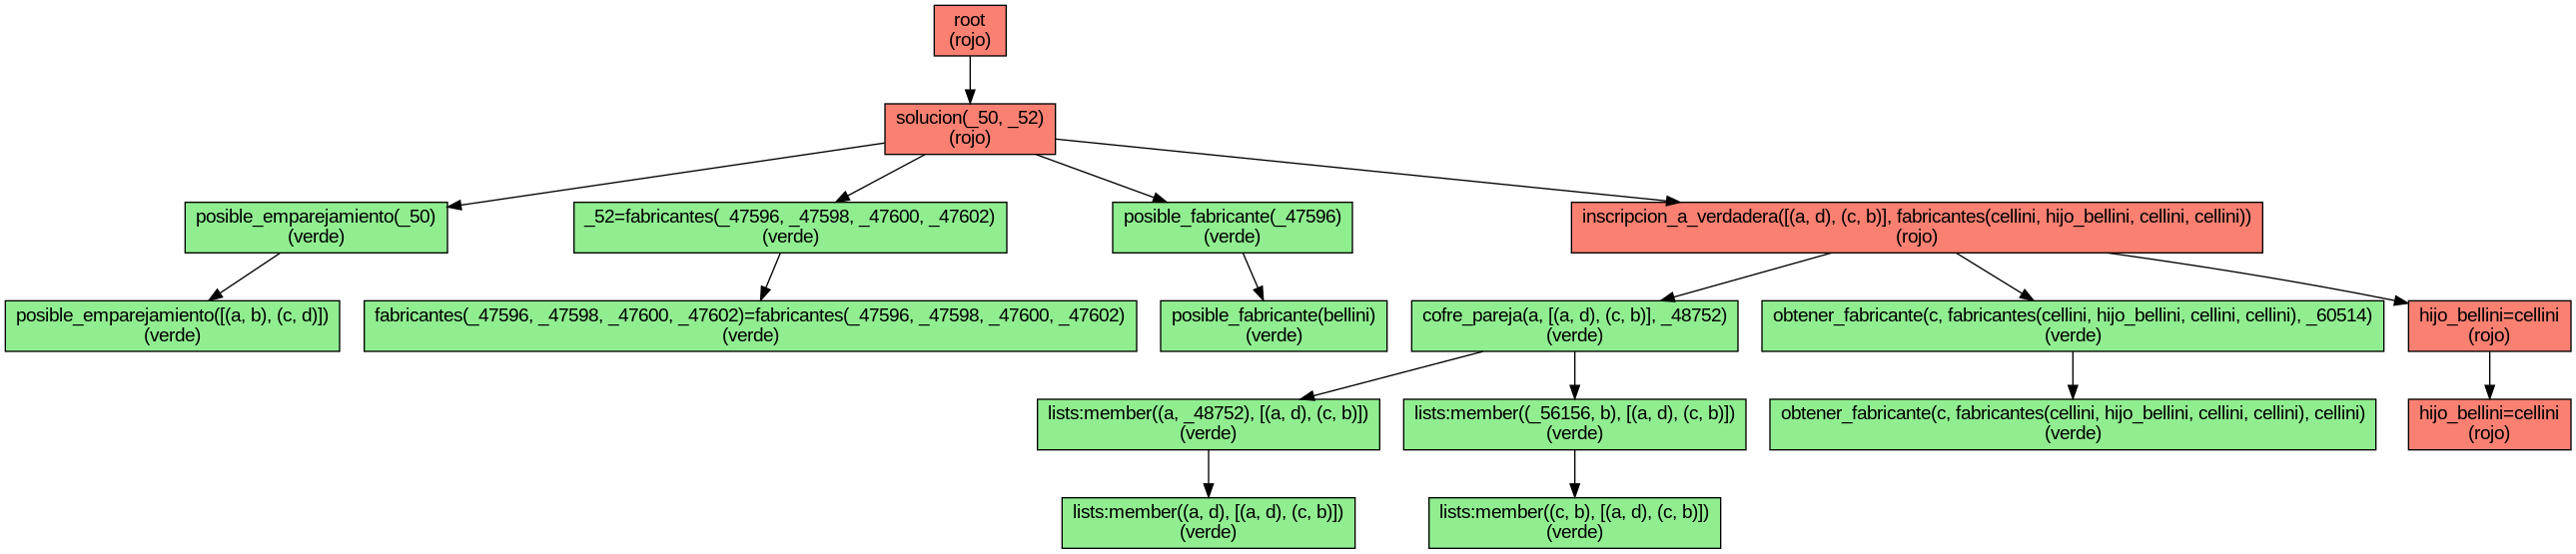 root
(rojo)
solucion(_50, _52)
(rojo)
posible_emparejamiento(_50)
(verde)
_52=fabricantes(_47596, _47598, _47600, _47602)
(verde)
posible_fabricante(_47596)
(verde)
inscripcion_a_verdadera([(a, d), (c, b)], fabricantes(cellini, hijo_bellini, cellini, cellini))
(rojo)
posible_emparejamiento([(a, b), (c, d)])
(verde)
fabricantes(_47596, _47598, _47600, _47602)=fabricantes(_47596, _47598, _47600, _47602)
(verde)
posible_fabricante(bellini)
(verde)
cofre_pareja(a, [(a, d), (c, b)], _48752)
(verde)
obtener_fabricante(c, fabricantes(cellini, hijo_bellini, cellini, cellini), _60514)
(verde)
hijo_bellini=cellini
(rojo)
lists:member((a, _48752), [(a, d), (c, b)])
(verde)
lists:member((_56156, b), [(a, d), (c, b)])
(verde)
obtener_fabricante(c, fabricantes(cellini, hijo_bellini, cellini, cellini), cellini)
(verde)
hijo_bellini=cellini
(rojo)
lists:member((a, d), [(a, d), (c, b)])
(verde)
lists:member((c, b), [(a, d), (c, b)])
(verde)